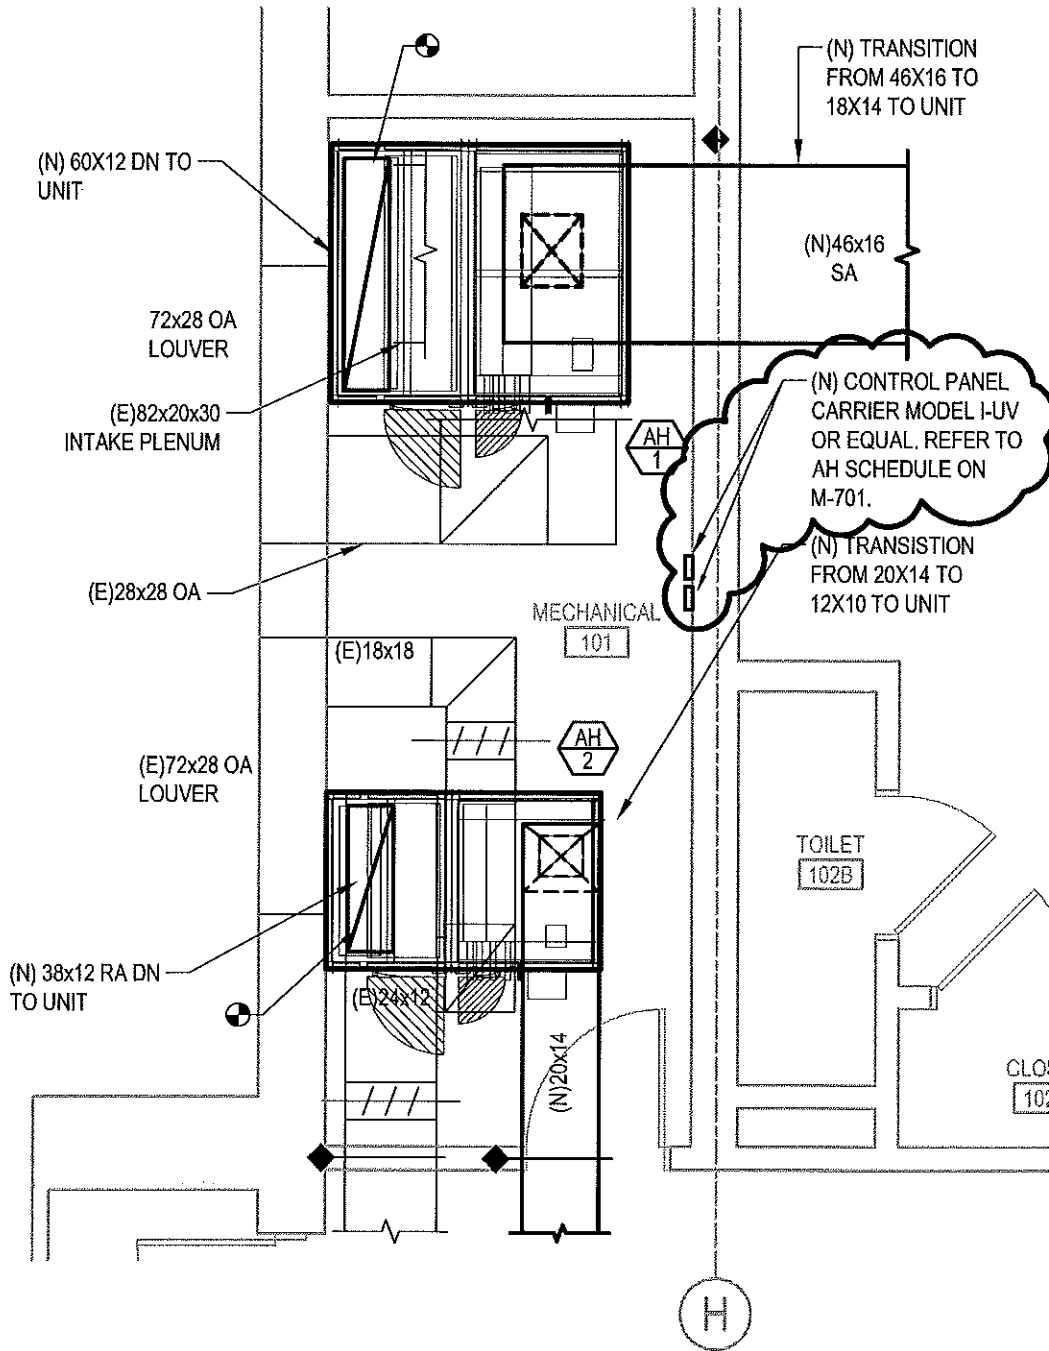 (N) TRANSITION
FROM 46X16 TO
18X14 TO UNIT
(N) 60X12 DN TO
UNIT
(N)46x16
SA
72x28 OA
LOUVER
(E)82x20x30
INTAKE PLENUM
(N) CONTROL PANEL
CARRIER MODEL I-UV
OR EQUAL. REFER TO
AH SCHEDULE ON
M-701.
AH
1
(N) TRANSISTION
FROM 20X14 TO
12X10 TO UNIT
(E)28x28 OA
MECHANICAL
101
(E)18x18
AH
2
(E)72x28 OA
LOUVER
TOILET
102B
(N) 38x12 RA DN
TO UNIT
(E)24x12
(N)20x14
CLOS
102
H